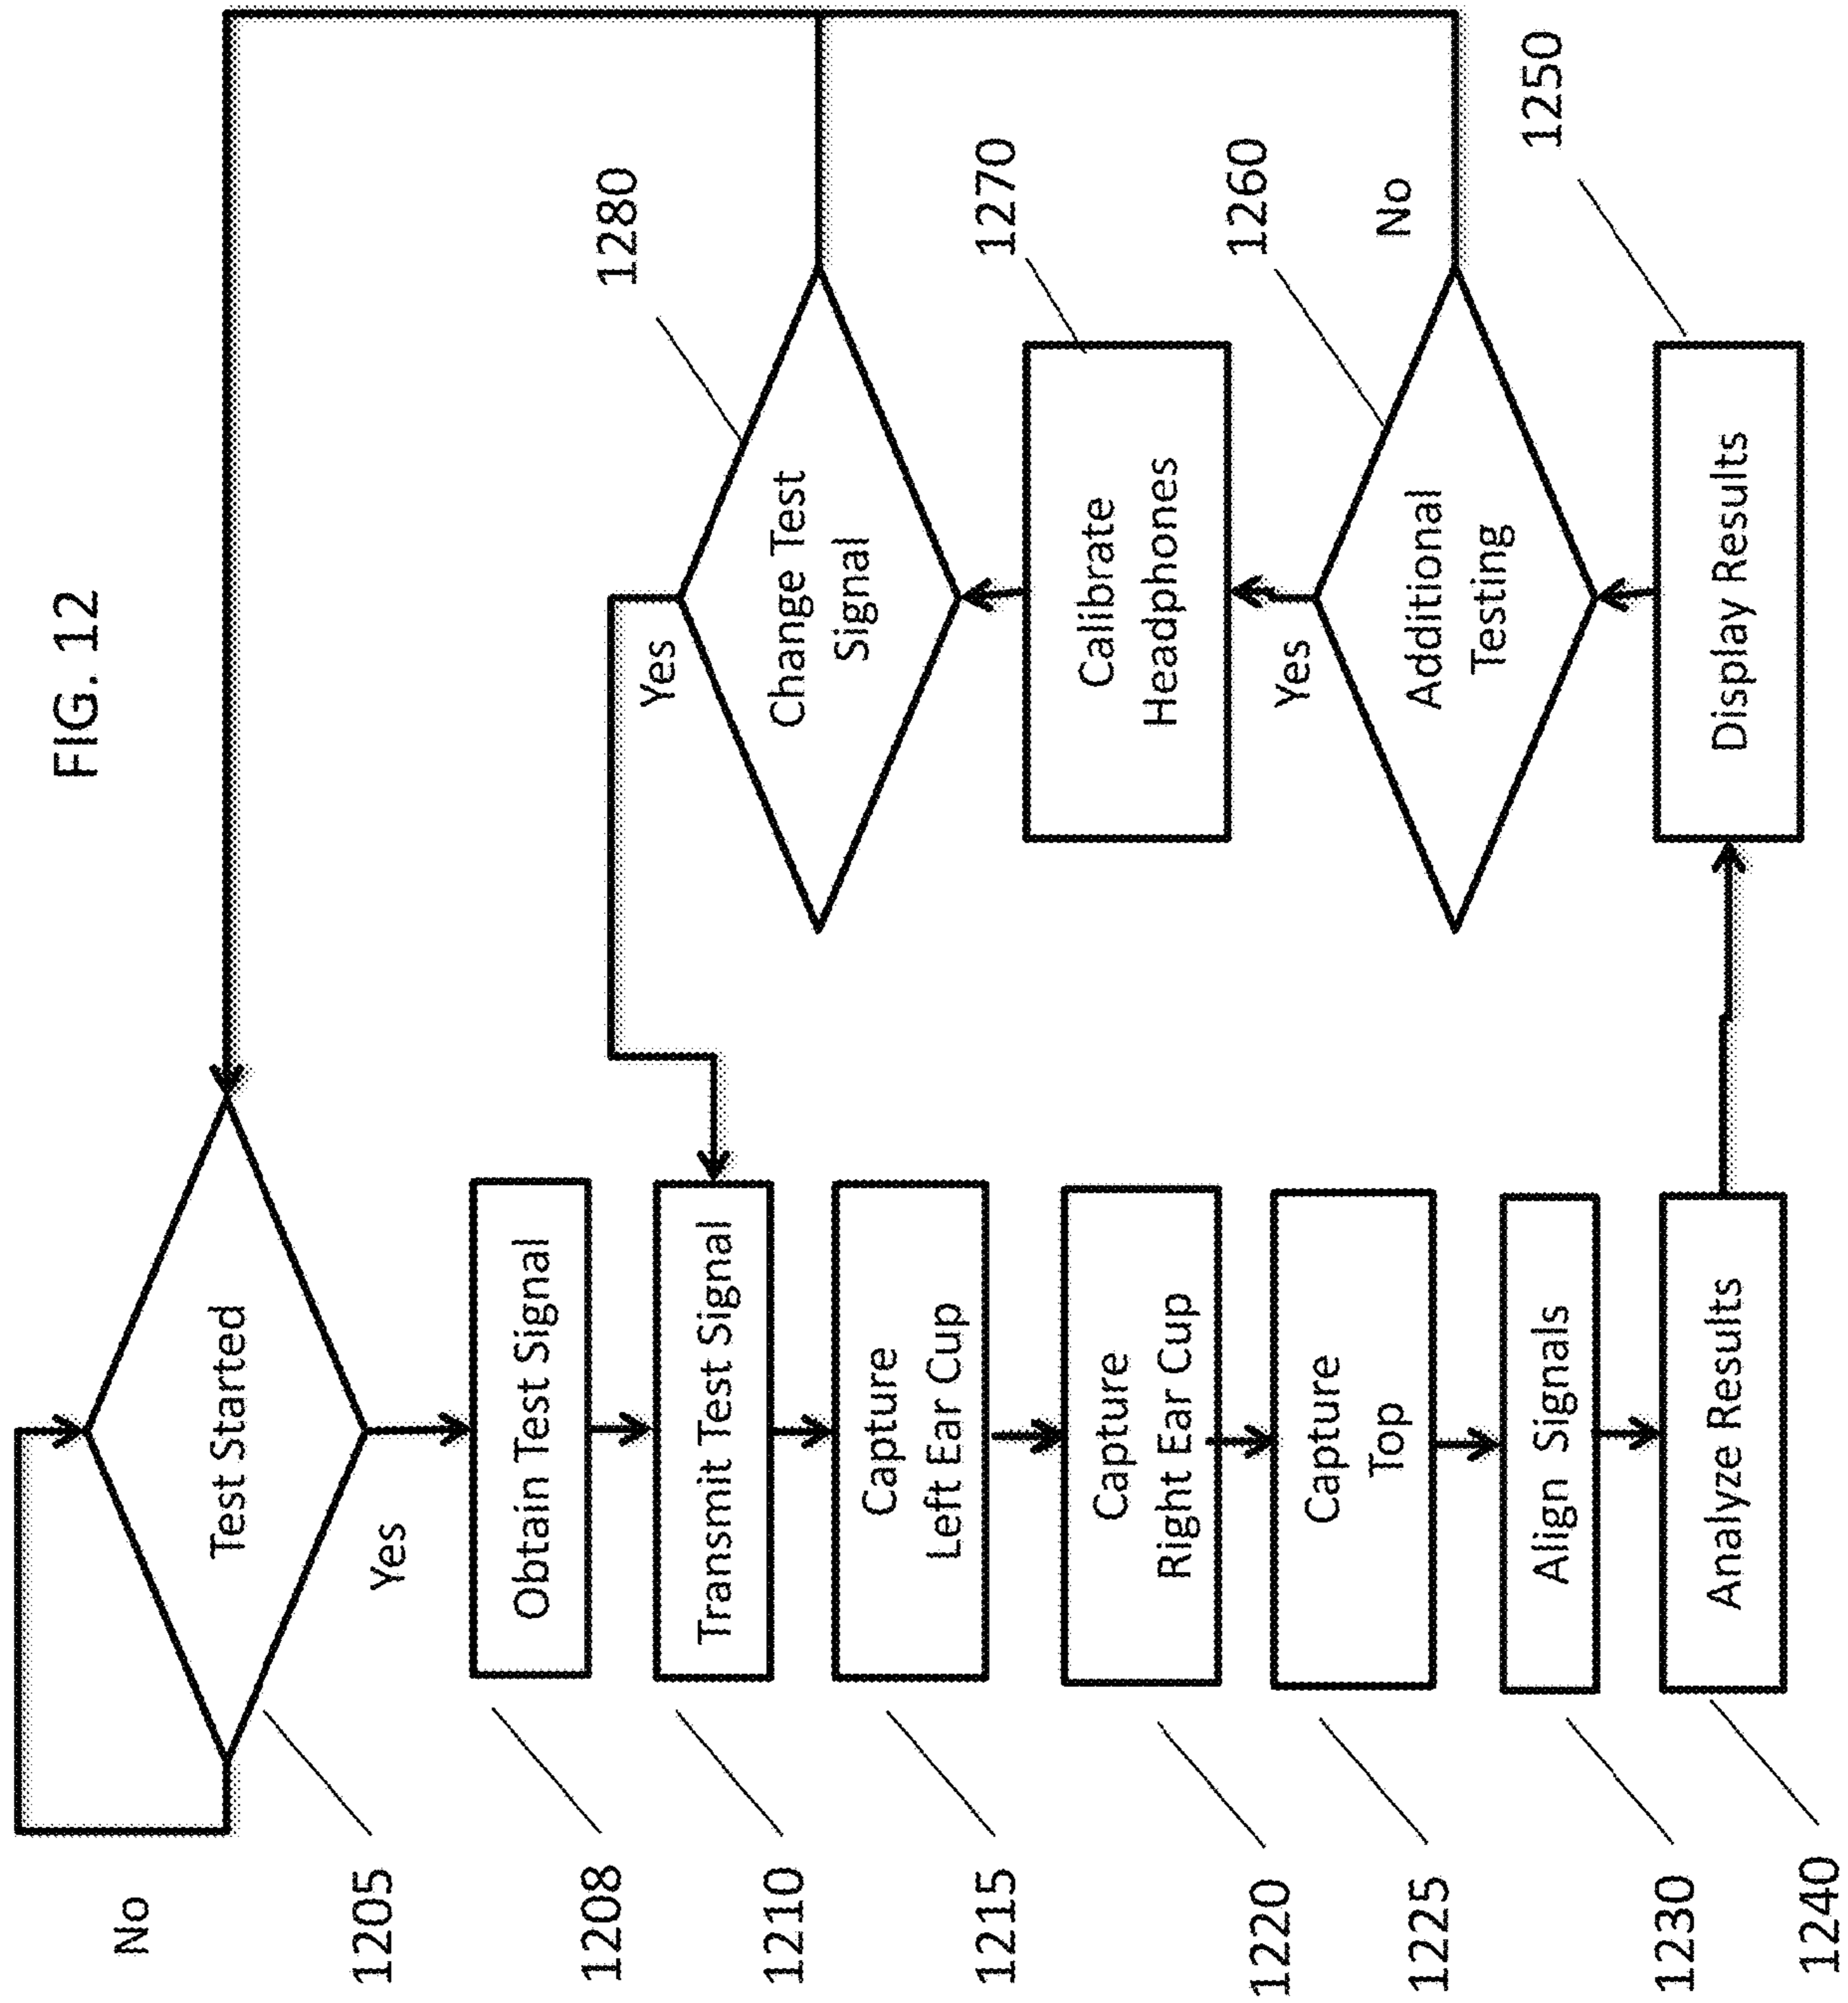 FIG. 12
No
Test Started
1205
Yes
Obtain Test Signal
1208
Transmit Test Signal
1210
Capture
Left Ear Cup
1215
Capture
Right Ear Cup
1220
Capture
Top
1225
Align Signals
1230
Analyze Results
1240
Yes
Change Test
Signal
1280
Calibrate
Headphones
1270
Yes
Additional
Testing
1260
No
Display Results
1250